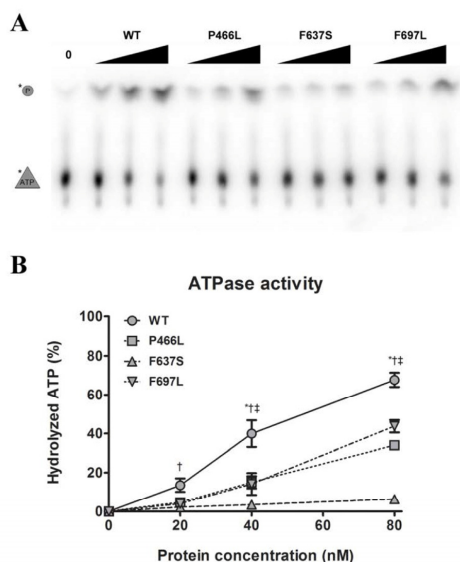 A
0 WT P466L F637S F697L
* P
* ATP
B
ATPase activity
100
80
60
40
20
0
Hydrolyzed ATP (%)
WT
P466L
F637S
F697L
†
*†‡
*†‡
0 20 40 80
Protein concentration (nM)